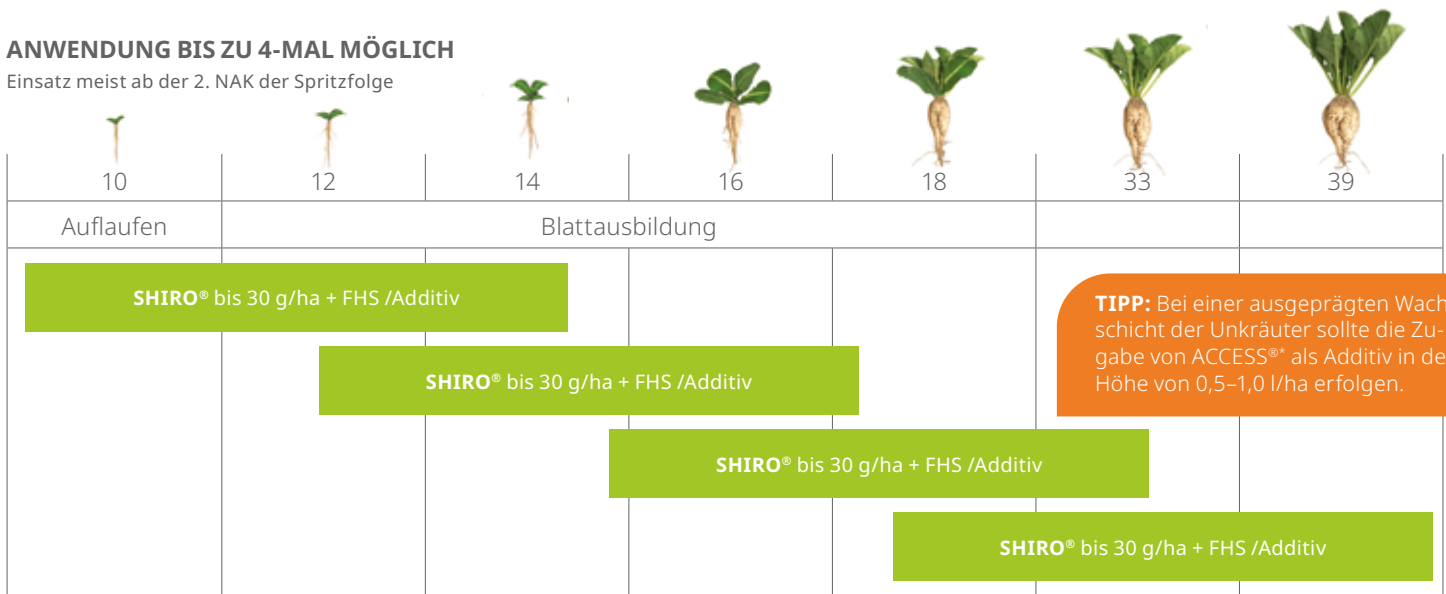 ANWENDUNG BIS ZU 4-MAL MÖGLICH
Einsatz meist ab der 2. NAK der Spritzfolge
10 12 14 16 18 33 39
Auflaufen Blattausbildung
SHIRO® bis 30 g/ha + FHS /Additiv
TIPP: Bei einer ausgeprägten Wach
schicht der Unkräuter sollte die Zu-
gabe von ACCESS®* als Additiv in de
Höhe von 0,5–1,0 l/ha erfolgen.
SHIRO® bis 30 g/ha + FHS /Additiv
SHIRO® bis 30 g/ha + FHS /Additiv
SHIRO® bis 30 g/ha + FHS /Additiv